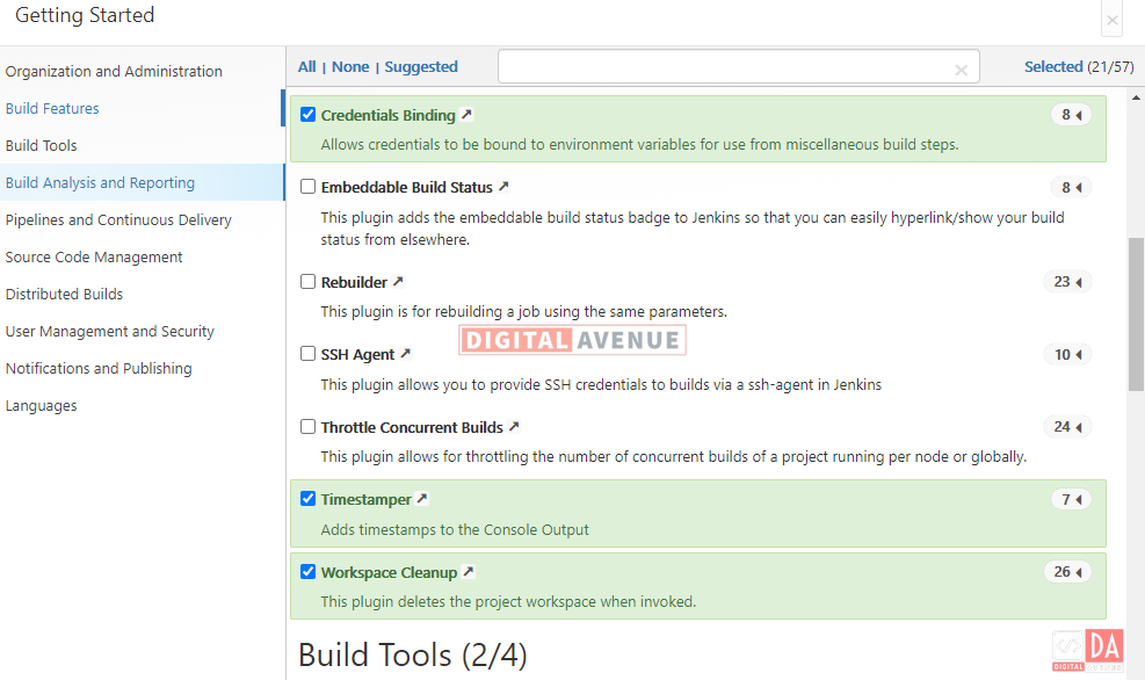 Getting Started
Organization and Administration
Build Features
Build Tools
Build Analysis and Reporting
Pipelines and Continuous Delivery
Source Code Management
Distributed Builds
User Management and Security
Notifications and Publishing
Languages
All | None | Suggested
Selected (21/57)
Credentials Binding 8
Allows credentials to be bound to environment variables for use from miscellaneous build steps.
Embeddable Build Status 8
This plugin adds the embeddable build status badge to Jenkins so that you can easily hyperlink/show your build
status from elsewhere.
Rebuilder 23
This plugin is for rebuilding a job using the same parameters.
DIGITAL AVENUE
SSH Agent 10
This plugin allows you to provide SSH credentials to builds via a ssh-agent in Jenkins
Throttle Concurrent Builds 24
This plugin allows for throttling the number of concurrent builds of a project running per node or globally.
Timestamper 7
Adds timestamps to the Console Output
Workspace Cleanup 26
This plugin deletes the project workspace when invoked.
Build Tools (2/4)
DA
DIGITAL AVENUE